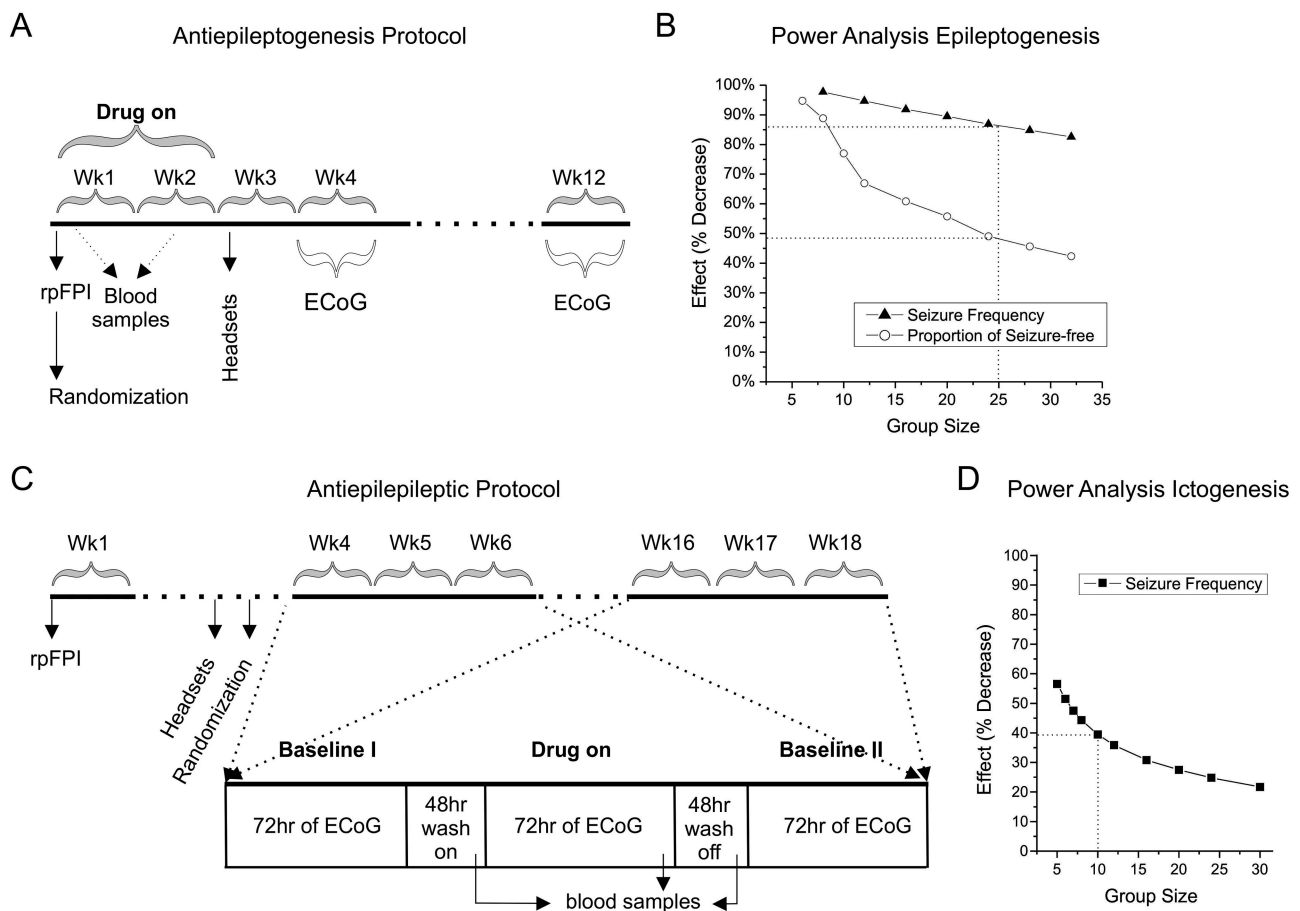 A
Antiepileptogenesis Protocol
Drug on
Wk1
Wk2
Wk3
Wk4
Wk12
rpFPI
Blood
samples
Headsets
ECoG
ECoG
Randomization
B
Power Analysis Epileptogenesis
100%
90%
80%
70%
60%
50%
40%
30%
20%
10%
0%
Effect (% Decrease)
Seizure Frequency
Proportion of Seizure-free
5
10
15
20
25
30
35
Group Size
C
Antiepilepileptic Protocol
Wk1
Wk4
Wk5
Wk6
Wk16
Wk17
Wk18
rpFPI
Headsets
Randomization
Baseline I
Drug on
Baseline II
72hr of ECoG
48hr
wash
on
72hr of ECoG
48hr
wash
off
72hr of ECoG
blood samples
D
Power Analysis Ictogenesis
100
90
80
70
60
50
40
30
20
10
0
Effect (% Decrease)
Seizure Frequency
5
10
15
20
25
30
Group Size